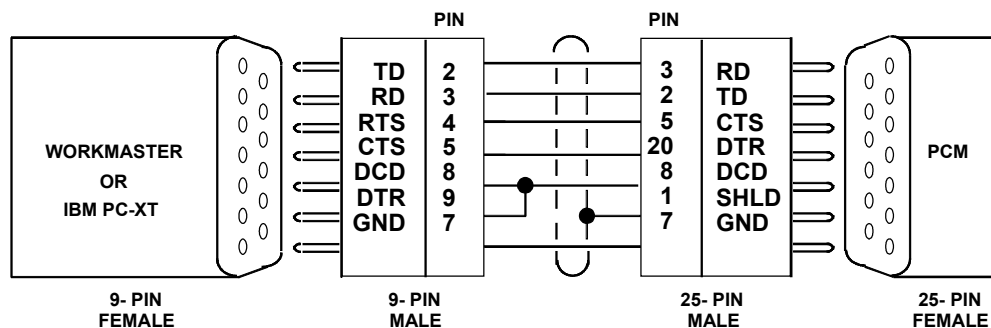 PIN PIN
TD 2 3 RD
RD 3 2 TD
RTS 4 5 CTS
WORKMASTER CTS 5 20 DTR PCM
OR DCD 8 8 DCD
IBM PC-XT DTR 9 1 SHLD
GND 7 7 GND
9- PIN 9- PIN 25- PIN 25- PIN
FEMALE MALE MALE FEMALE